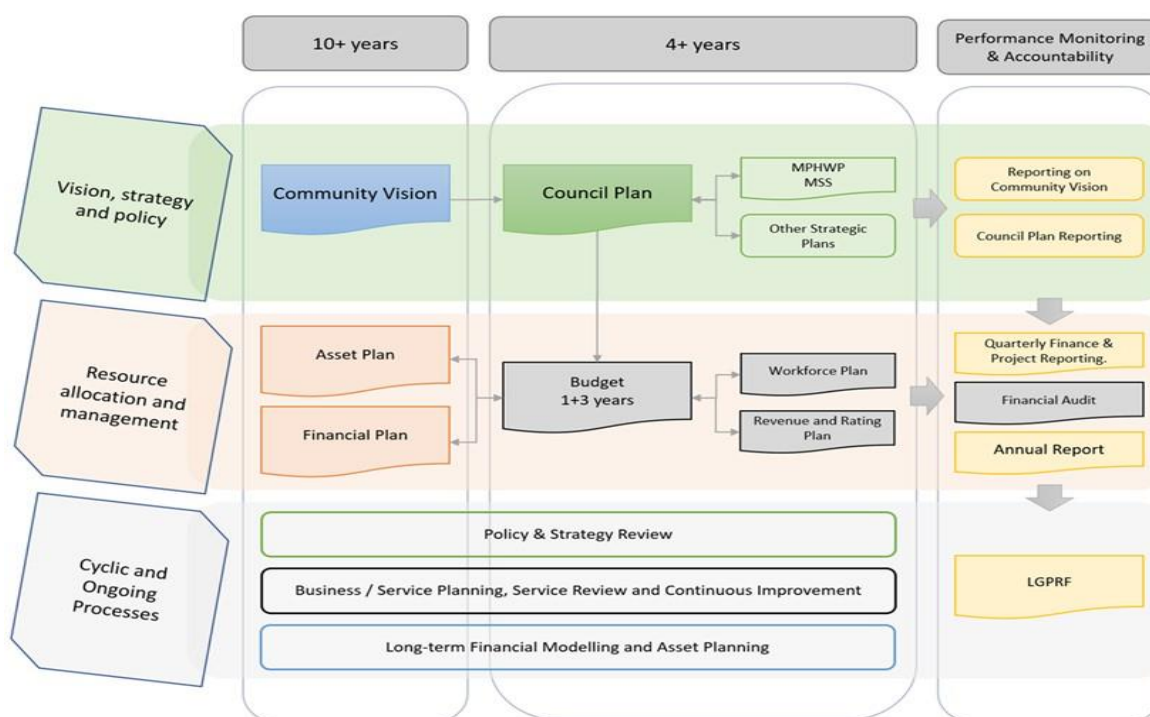 10+ years
4+ years
Performance Monitoring
& Accountability
Vision, strategy
and policy
Community Vision
Council Plan
MPHWP
MSS
Other Strategic
Plans
Reporting on
Community Vision
Council Plan Reporting
Resource
allocation and
management
Asset Plan
Financial Plan
Budget
1+3 years
Workforce Plan
Revenue and Rating
Plan
Quarterly Finance &
Project Reporting.
Financial Audit
Annual Report
Cyclic and
Ongoing
Processes
Policy & Strategy Review
Business / Service Planning, Service Review and Continuous Improvement
Long-term Financial Modelling and Asset Planning
LGPRF